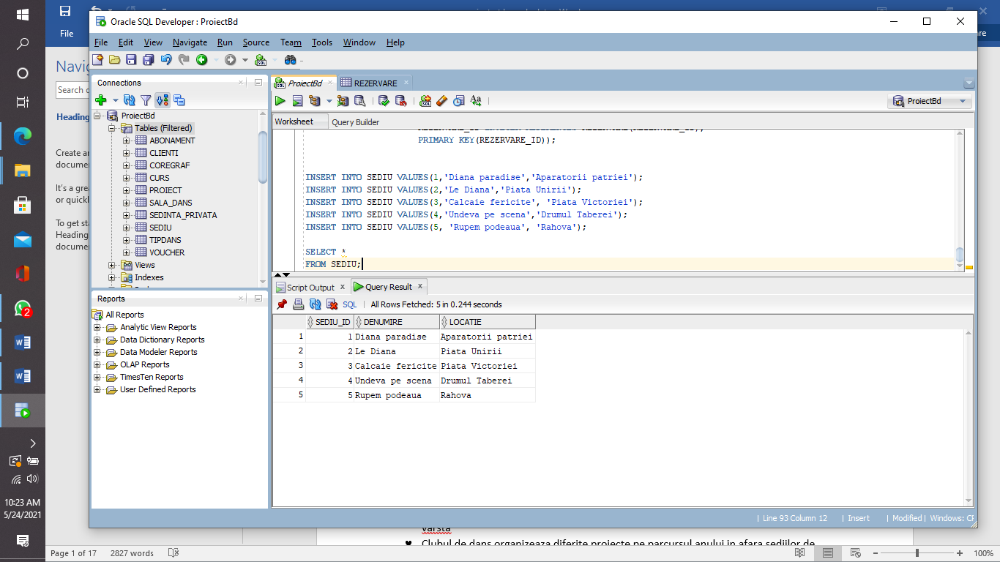 File
Navig
Search d
Heading
Create an
docume
It's a grea
or quickl
To get sta
Heading
docume
re
Oracle SQL Developer : ProiectBd
File Edit View Navigate Run Source Team Tools Window Help
Connections
ProiectBd
Tables (Filtered)
ABONAMENT
CLIENTI
COREGRAF
CURS
PROIECT
SALA_DANS
SEDINTA_PRIVATA
SEDIU
TIPDANS
VOUCHER
Views
Indexes
Reports
All Reports
Analytic View Reports
Data Dictionary Reports
Data Modeler Reports
OLAP Reports
TimesTen Reports
User Defined Reports
ProiectBd REZERVARE
Aa
ProiectBd
Worksheet Query Builder
PRIMARY KEY(REZERVARE_ID));
INSERT INTO SEDIU VALUES(1,'Diana paradise','Aparatorii patriei');
INSERT INTO SEDIU VALUES(2,'Le Diana','Piata Unirii');
INSERT INTO SEDIU VALUES(3,'Calcaie fericite', 'Piata Victoriei');
INSERT INTO SEDIU VALUES(4,'Undeva pe scena','Drumul Taberei');
INSERT INTO SEDIU VALUES(5, 'Rupem podeaua', 'Rahova');
SELECT *
FROM SEDIU;
Script Output x Query Result x
SQL | All Rows Fetched: 5 in 0.244 seconds
SEDIU_ID DENUMIRE LOCATIE
1 1 Diana paradise Aparatorii patriei
2 2 Le Diana Piata Unirii
3 3 Calcaie fericite Piata Victoriei
4 4 Undeva pe scena Drumul Taberei
5 5 Rupem podeaua Rahova
| Line 93 Column 12 | Insert | Modified | Windows: CF
varsta
Clubul de dans organizeaza diferite proiecte pe parcursul anului in afara sediilor de
Page 1 of 17 2827 words
100%
2
10:23 AM
5/24/2021